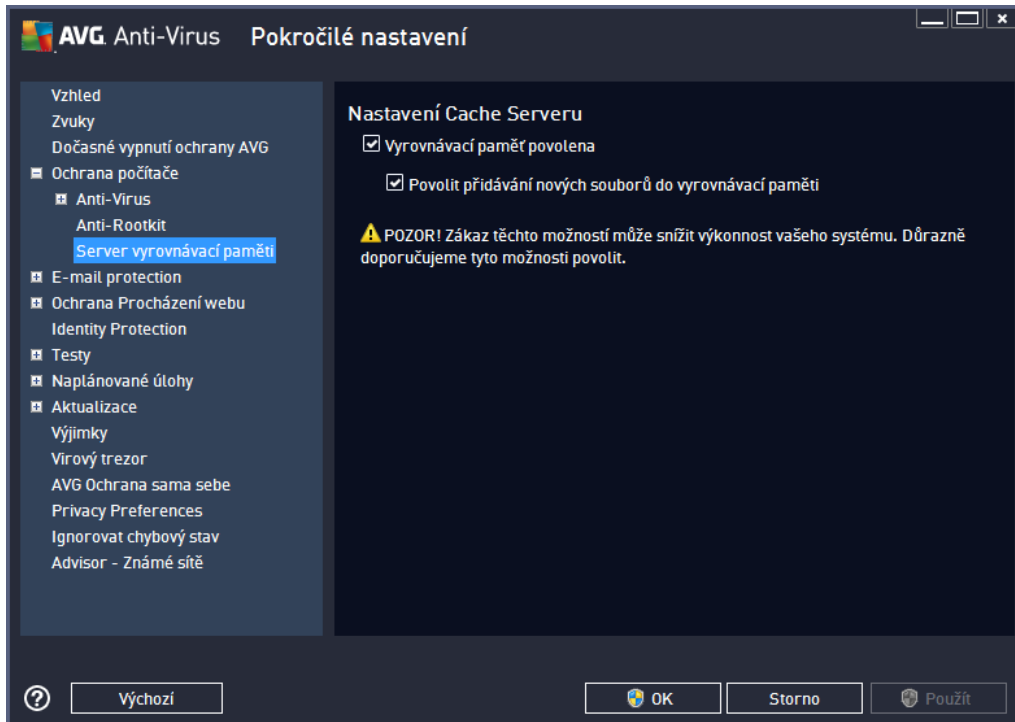 AVG. Anti-Virus Pokročilé nastavení
Vzhled
Zvuky
Dočasné vypnutí ochrany AVG
Ochrana počítače
Anti-Virus
Anti-Rootkit
Server vyrovnávací paměti
E-mail protection
Ochrana Procházení webu
Identity Protection
Testy
Naplánované úlohy
Aktualizace
Výjimky
Virový trezor
AVG Ochrana sama sebe
Privacy Preferences
Ignorovat chybový stav
Advisor - Známé sítě
Nastavení Cache Serveru
Vyrovnávací paměť povolena
Povolit přidávání nových souborů do vyrovnávací paměti
POZOR! Zákaz těchto možností může snížit výkonnost vašeho systému. Důrazně
doporučujeme tyto možnosti povolit.
Výchozí
OK
Storno
Použít